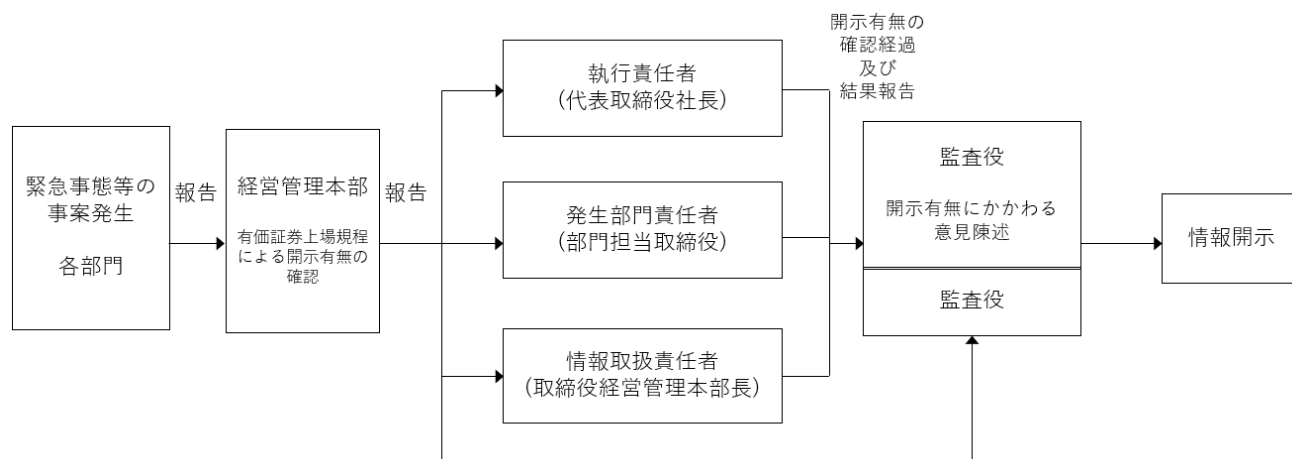 緊急事態等の
事案発生
各部門
報告
経営管理本部
有価証券上場規程
による開示有無の
確認
報告
執行責任者
（代表取締役社長）
発生部門責任者
（部門担当取締役）
情報取扱責任者
（取締役経営管理本部長）
開示有無の
確認経過
及び
結果報告
監査役
開示有無にかかわる
意見陳述
監査役
情報開示